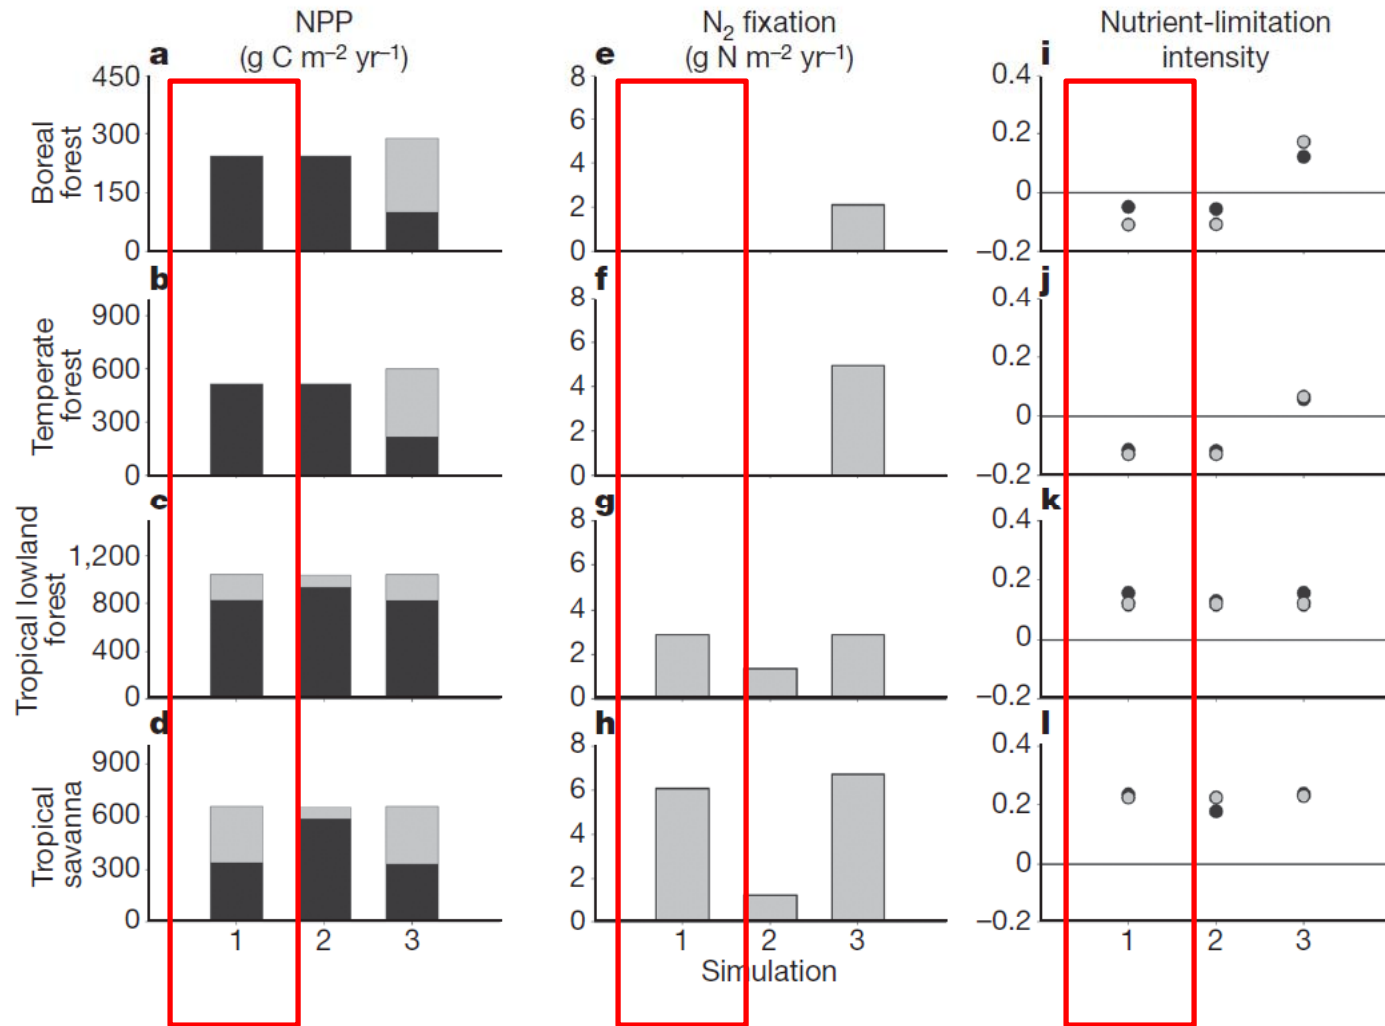 NPP
(g C m⁻² yr⁻¹)
N₂ fixation
(g N m⁻² yr⁻¹)
Nutrient-limitation
intensity
a
450
300
150
0
Boreal
forest
e
8
6
4
2
0
i
0.4
0.2
0
−0.2
b
900
600
300
0
Temperate
forest
f
8
6
4
2
0
j
0.4
0.2
0
−0.2
c
1,200
800
400
0
Tropical lowland
forest
g
8
6
4
2
0
k
0.4
0.2
0
−0.2
d
900
600
300
0
Tropical
savanna
h
8
6
4
2
0
l
0.4
0.2
0
−0.2
1 2 3
1 2 3
1 2 3
Simulation